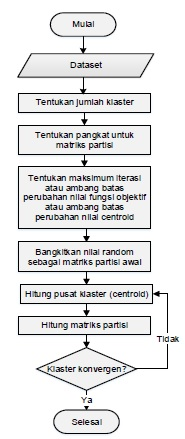 Mulai
Dataset
Tentukan jumlah klaster
Tentukan pangkat untuk
matriks partisi
Tentukan maksimum iterasi
atau ambang batas
perubahan nilai fungsi objektif
atau ambang batas
perubahan nilai centroid
Bangkitkan nilai random
sebagai matriks partisi awal
Hitung pusat klaster (centroid)
Hitung matriks partisi
Tidak
Klaster konvergen?
Ya
Selesai